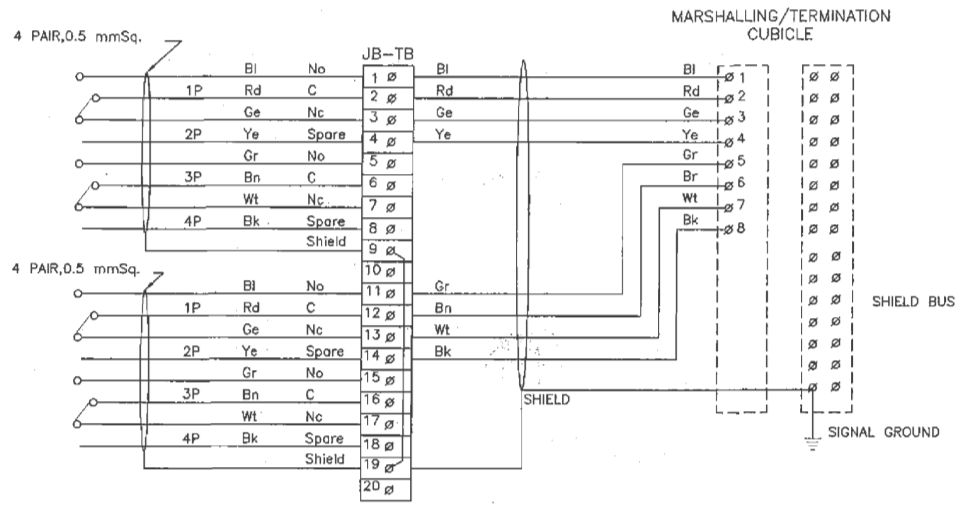 MARSHALLING/TERMINATION
CUBICLE
4 PAIR,0.5 mmSq.
JB-TB
Bl No 1 Bl Bl 1
1P Rd C 2 Rd Rd 2
Ge Nc 3 Ge Ge 3
2P Ye Spare 4 Ye Ye 4
Gr No 5 Gr 5
3P Bn C 6 Br 6
Wt Nc 7 Wt 7
4P Bk Spare 8 Bk 8
Shield 9
4 PAIR,0.5 mmSq. 10
Bl No 11 Gr
1P Rd C 12 Bn SHIELD BUS
Ge Nc 13 Wt
2P Ye Spare 14 Bk
Gr No 15
3P Bn C 16 SHIELD
Wt Nc 17
4P Bk Spare 18 SIGNAL GROUND
Shield 19
20